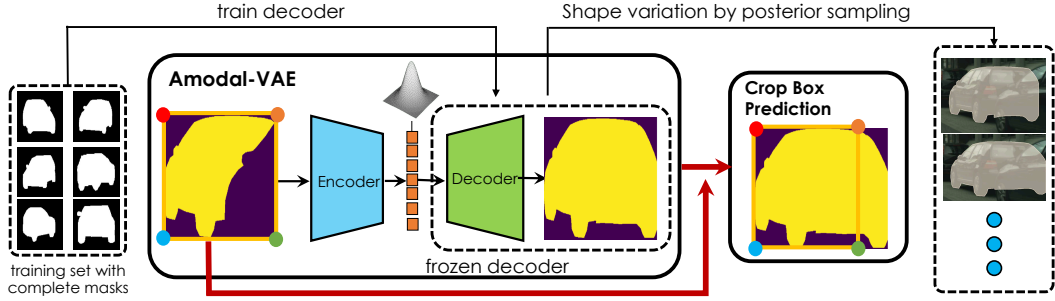 train decoder
Shape variation by posterior sampling
Amodal-VAE
Crop Box
Prediction
Encoder
Decoder
frozen decoder
training set with
complete masks